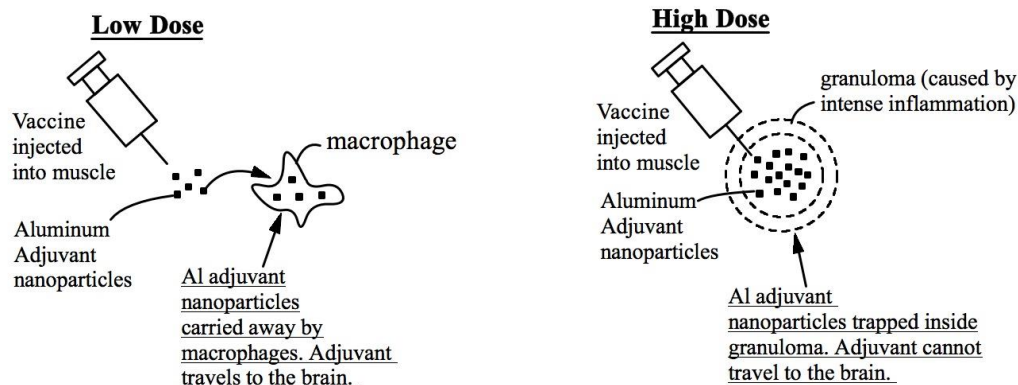 Low Dose
Vaccine
injected
into muscle
macrophage
Aluminum
Adjuvant
nanoparticles
Al adjuvant
nanoparticles
carried away by
macrophages. Adjuvant
travels to the brain.
High Dose
granuloma (caused by
intense inflammation)
Vaccine
injected
into muscle
Aluminum
Adjuvant
nanoparticles
Al adjuvant
nanoparticles trapped inside
granuloma. Adjuvant cannot
travel to the brain.